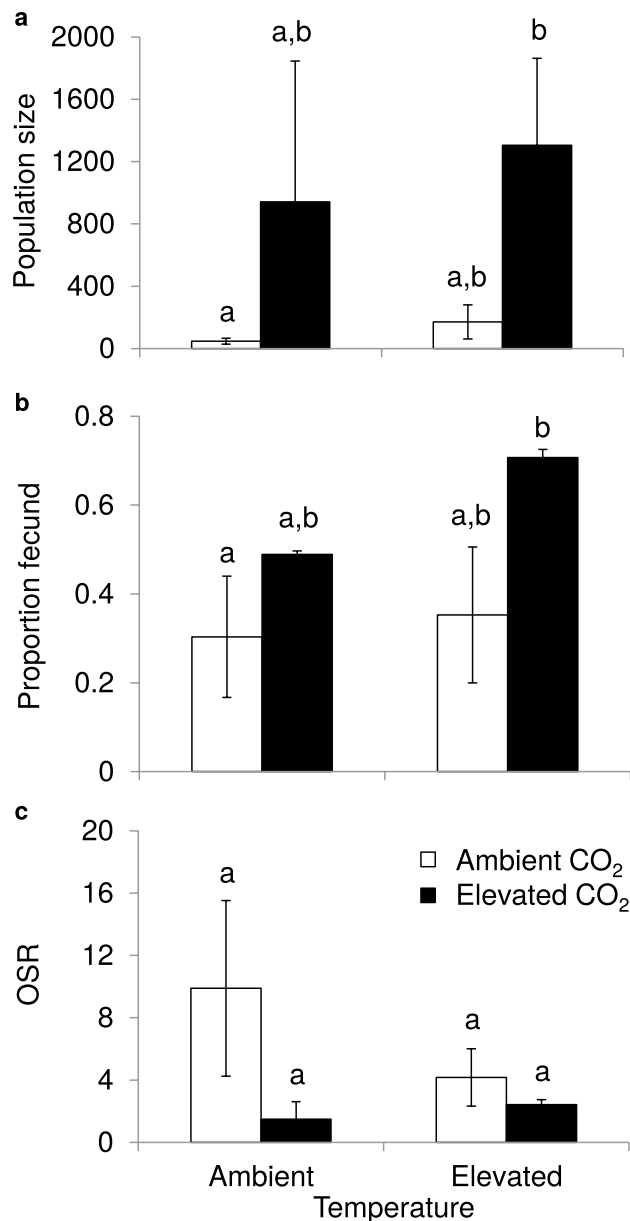 a
2000
1600
1200
800
400
0
Population size
a
a,b
a,b
b
b
0.8
0.6
0.4
0.2
0
Proportion fecund
a
a,b
a,b
b
c
20
16
12
8
4
0
OSR
a
a
a
a
Ambient CO₂
Elevated CO₂
Ambient
Elevated
Temperature